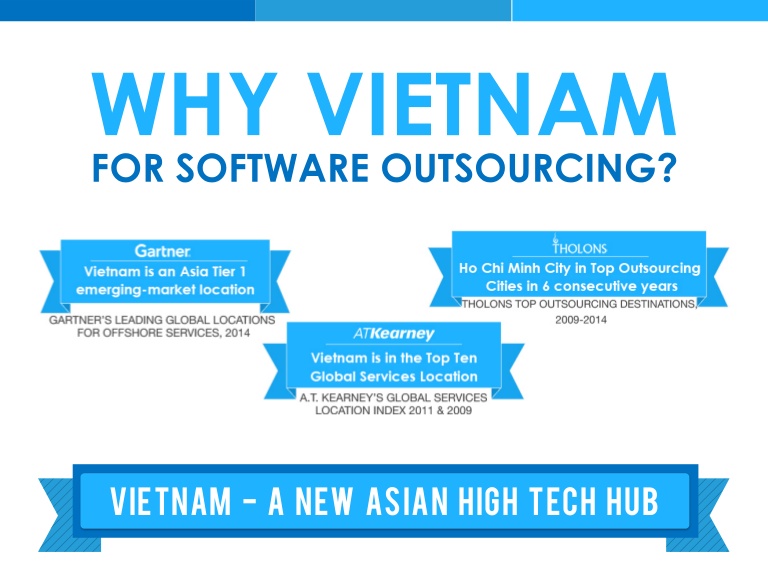 WHY VIETNAM
FOR SOFTWARE OUTSOURCING?
Gartner
Vietnam is an Asia Tier 1
emerging-market location
GARTNER'S LEADING GLOBAL LOCATIONS
FOR OFFSHORE SERVICES, 2014
THOLONS
Ho Chi Minh City in Top Outsourcing
Cities in 6 consecutive years
THOLONS TOP OUTSOURCING DESTINATIONS,
2009-2014
ATKearney
Vietnam is in the Top Ten
Global Services Location
A.T. KEARNEY'S GLOBAL SERVICES
LOCATION INDEX 2011 & 2009
VIETNAM – A NEW ASIAN HIGH TECH HUB